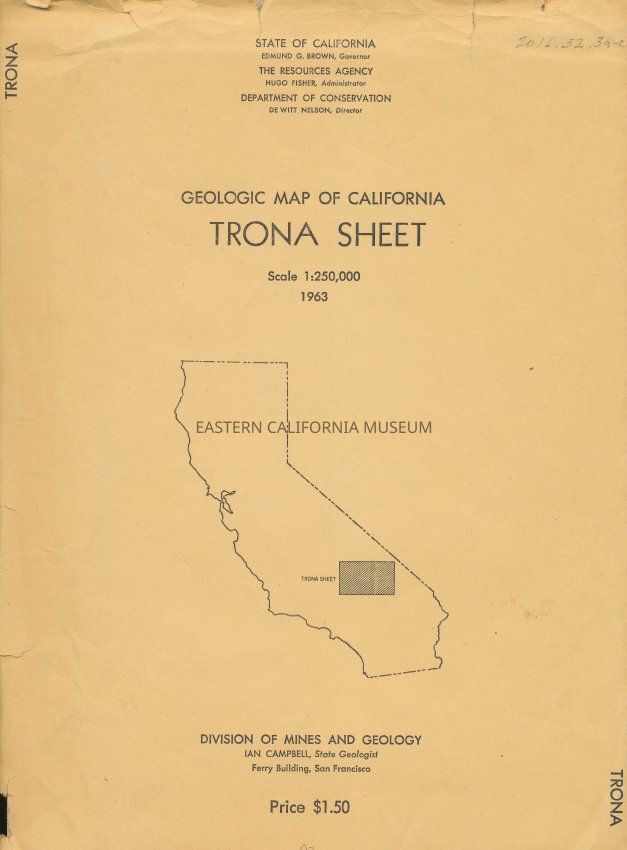 TRONA
2016.32.3a-c
STATE OF CALIFORNIA
EDMUND G. BROWN, Governor
THE RESOURCES AGENCY
HUGO FISHER, Administrator
DEPARTMENT OF CONSERVATION
DE WITT NELSON, Director
GEOLOGIC MAP OF CALIFORNIA
TRONA SHEET
Scale 1:250,000
1963
EASTERN CALIFORNIA MUSEUM
TRONA SHEET
DIVISION OF MINES AND GEOLOGY
IAN CAMPBELL, State Geologist
Ferry Building, San Francisco
Price $1.50
TRONA